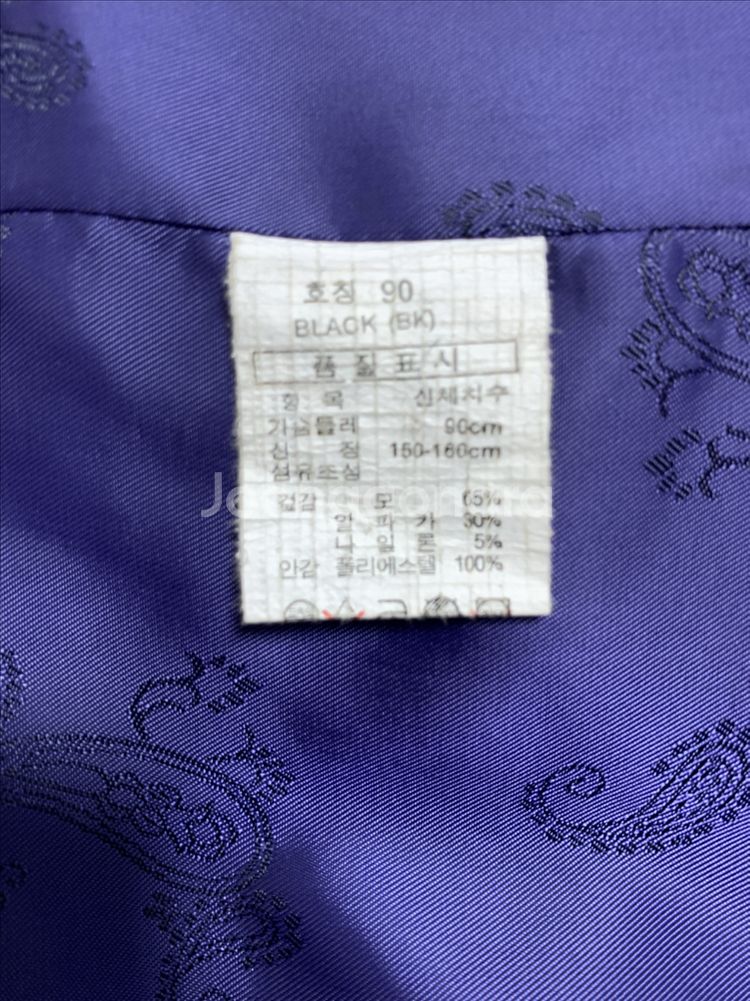 호칭 90
BLACK (BK)
품 질 표 시
항 목 신체치수
가슴둘레 90cm
신 장 150-160cm
섬유조성
겉감 모 65%
알 파 카 30%
나 일 론 5%
안감 폴리에스텔 100%